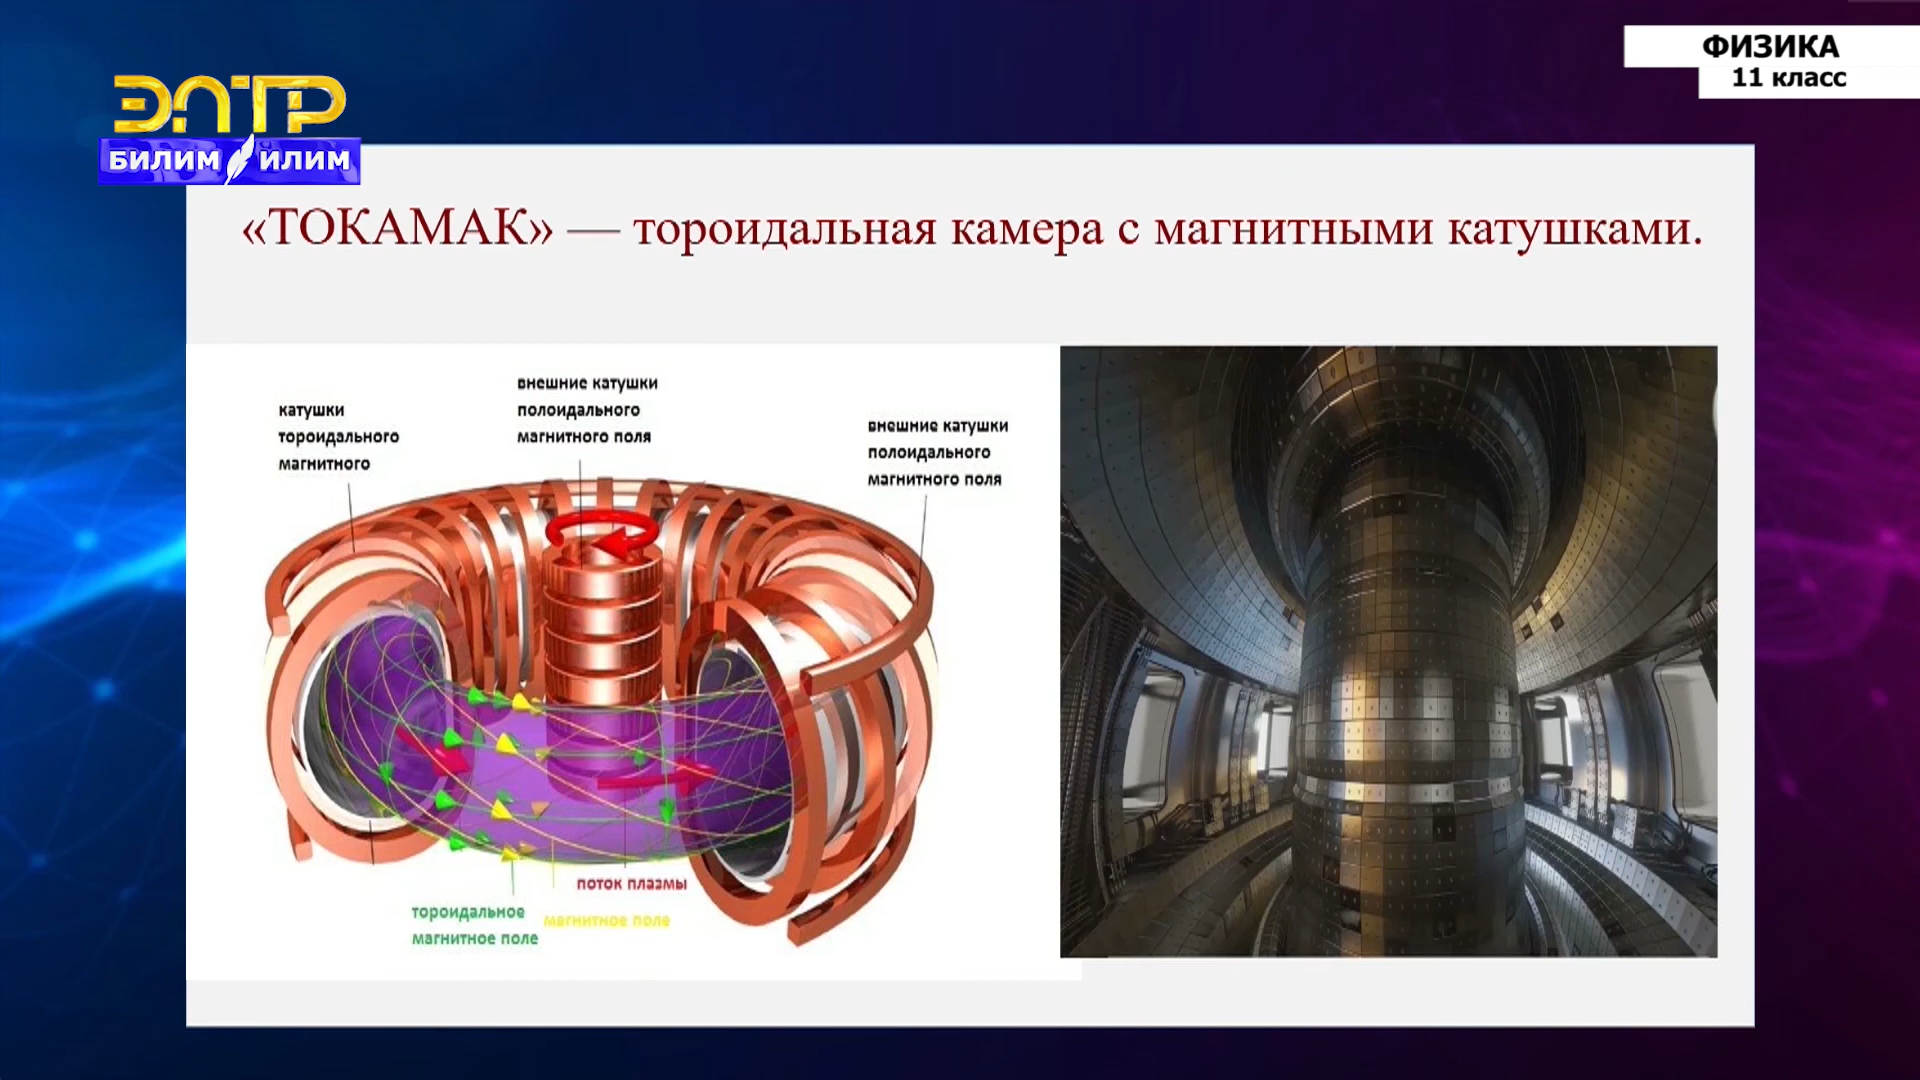 ФИЗИКА
11 класс
ЭЛТР
БИЛИМ ИЛИМ
«ТОКАМАК» — тороидальная камера с магнитными катушками.
катушки
тороидального
магнитного
внешние катушки
полоидального
магнитного поля
внешние катушки
полоидального
магнитного поля
поток плазмы
тороидальное
магнитное поле
магнитное поле